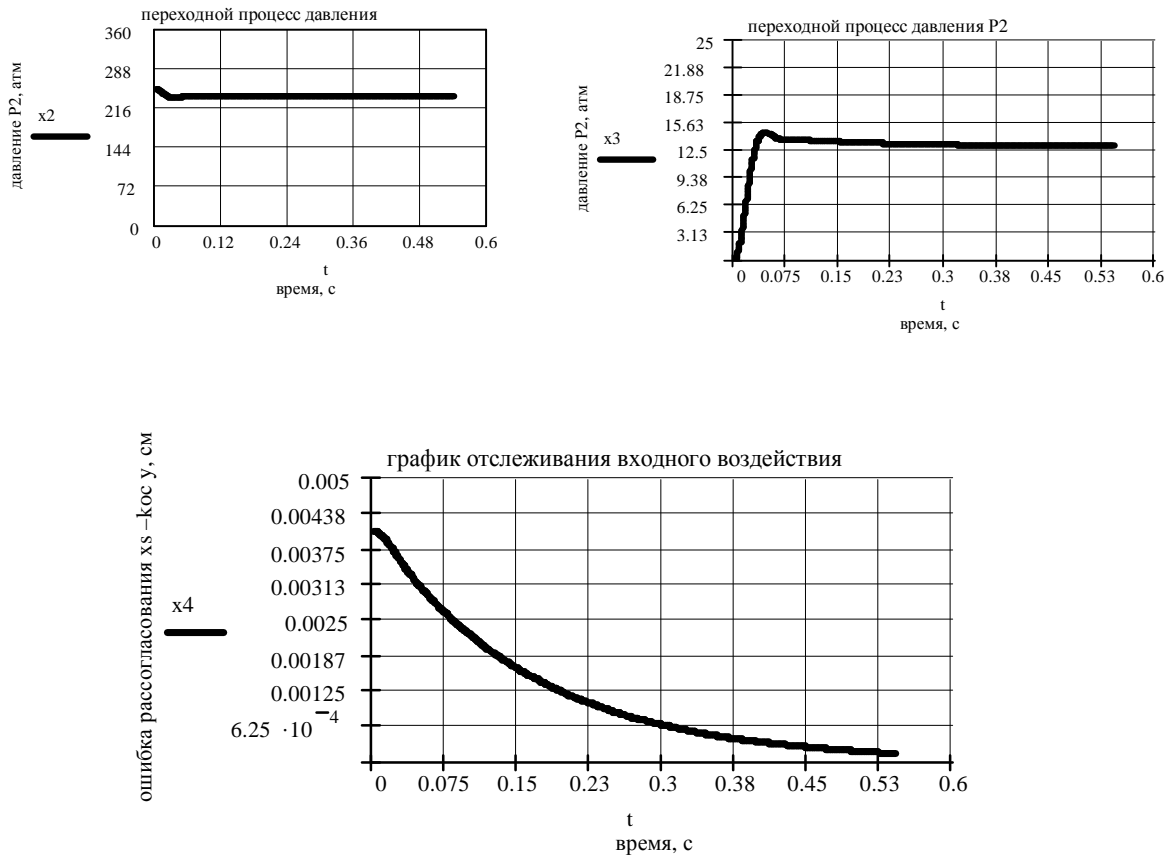 переходной процесс давления
360
288
216
144
72
0
давление P2, атм
x2
0 0.12 0.24 0.36 0.48 0.6
t
время, с
переходной процесс давления P2
25
21.88
18.75
15.63
12.5
9.38
6.25
3.13
давление P2, атм
x3
0 0.075 0.15 0.23 0.3 0.38 0.45 0.53 0.6
t
время, с
график отслеживания входного воздействия
0.005
0.00438
0.00375
0.00313
0.0025
0.00187
0.00125
6.25 ·10⁻⁴
ошибка рассогласования xs –kос y, см
x4
0 0.075 0.15 0.23 0.3 0.38 0.45 0.53 0.6
t
время, с